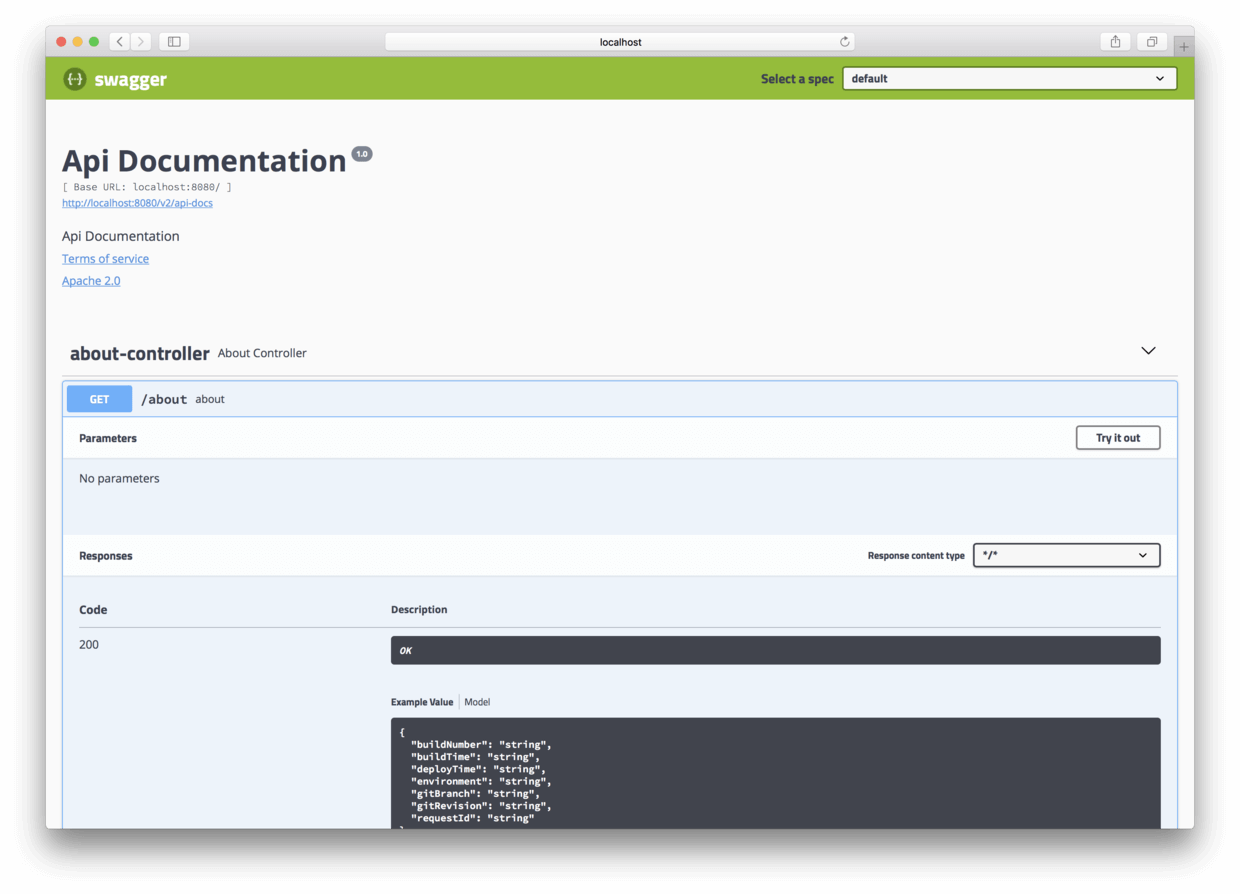 localhost
swagger
Select a spec default
Api Documentation 1.0
[ Base URL: localhost:8080/ ]
http://localhost:8080/v2/api-docs
Api Documentation
Terms of service
Apache 2.0
about-controller About Controller
GET /about about
Parameters Try it out
No parameters
Responses Response content type */*
Code Description
200 OK
Example Value Model
{
"buildNumber": "string",
"buildTime": "string",
"deployTime": "string",
"environment": "string",
"gitBranch": "string",
"gitRevision": "string",
"requestId": "string"